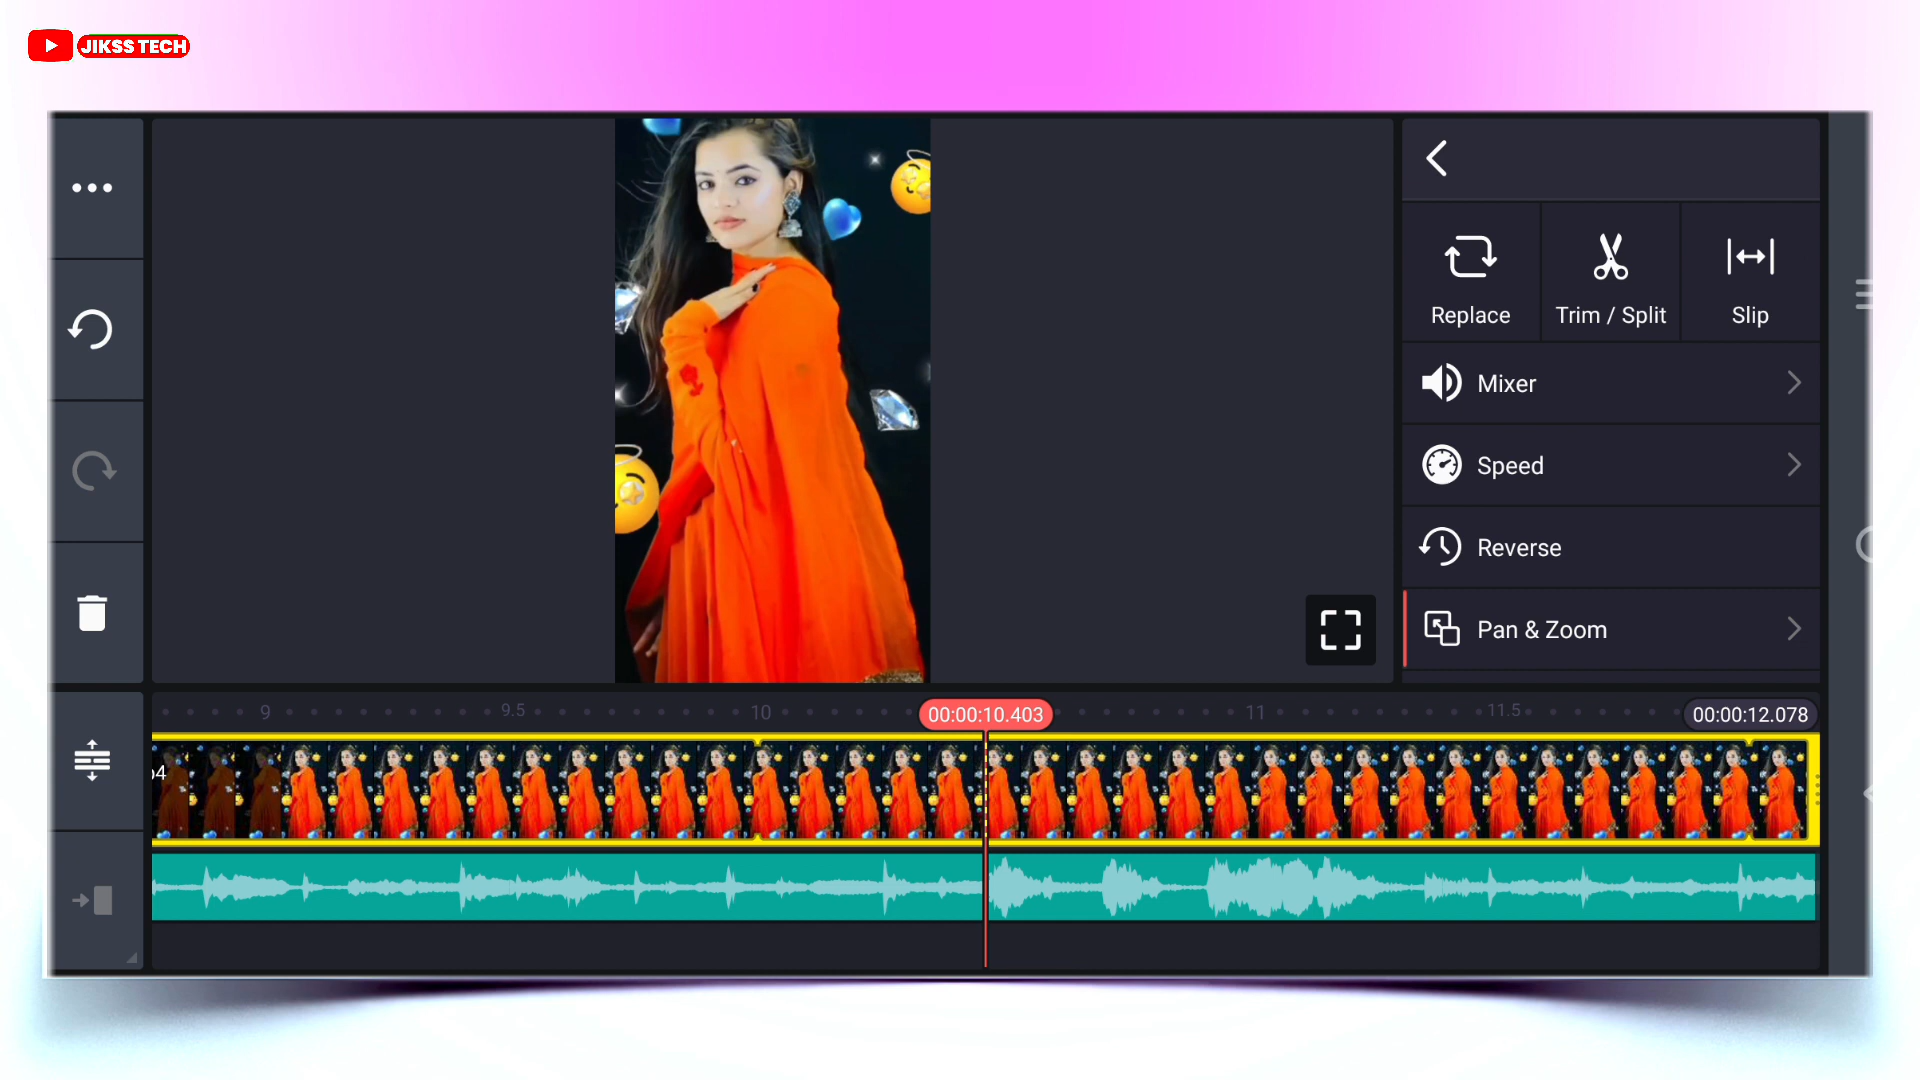 JIKSS TECH
Replace
Trim / Split
Slip
Mixer
Speed
Reverse
Pan & Zoom
9
9.5
10
00:00:10.403
11
11.5
00:00:12.078